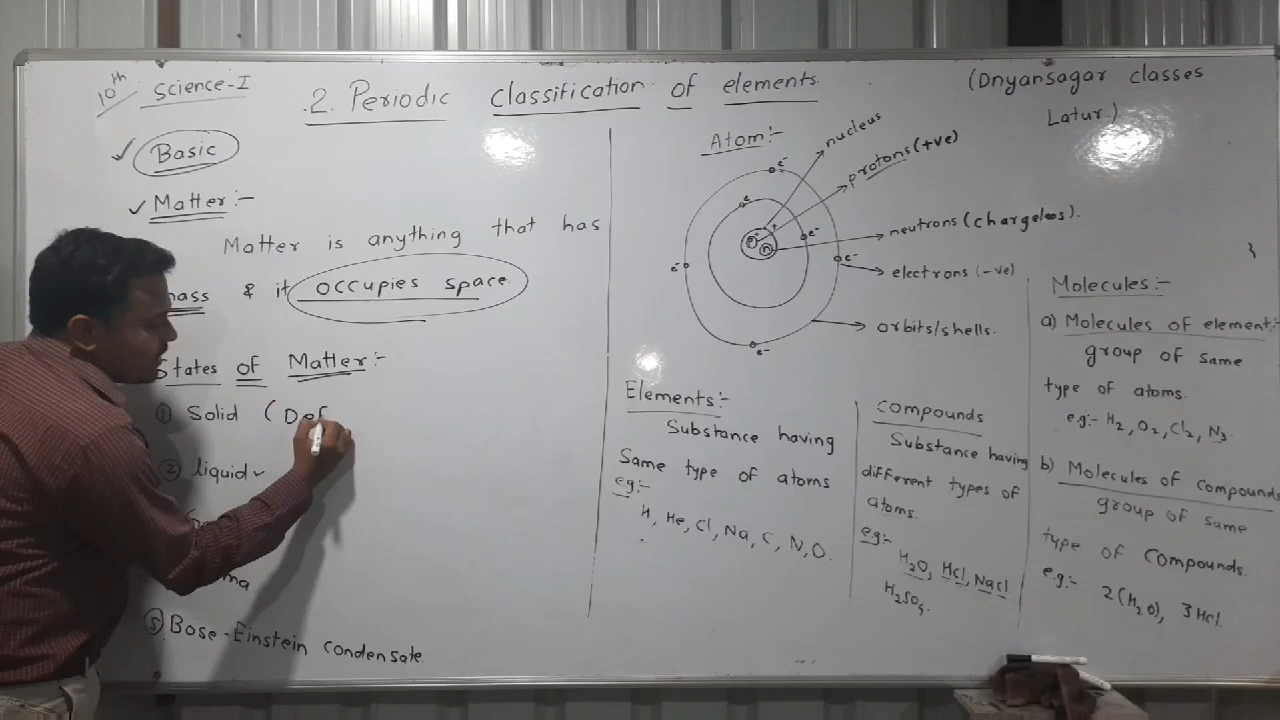 10th Science-I
2. Periodic classification of elements.
(Dnyansagar classes
Latur.)
Basic
Matter:-
Matter is anything that has
mass & it occupies space.
States of Matter:-
① Solid (Def
② liquid
⑤ Bose-Einstein condensate.
Atom:-
nucleus
protons (+ve)
neutrons (chargeless).
electrons (-ve)
orbits/shells.
e-
e
e-
e-
e-
e-
p+
n
Elements:-
Substance having
Same type of atoms
eg:-
H, He, Cl, Na, C, N, O.
Compounds
Substance having
different types of
atoms.
eg:-
H2O, Hcl, Nacl
H2SO4.
Molecules:-
a) Molecules of element:-
group of same
type of atoms.
e.g:- H2, O2, Cl2, N3.
b) Molecules of compounds
group of same
type of compounds.
e.g:- 2(H2O), 3Hcl.